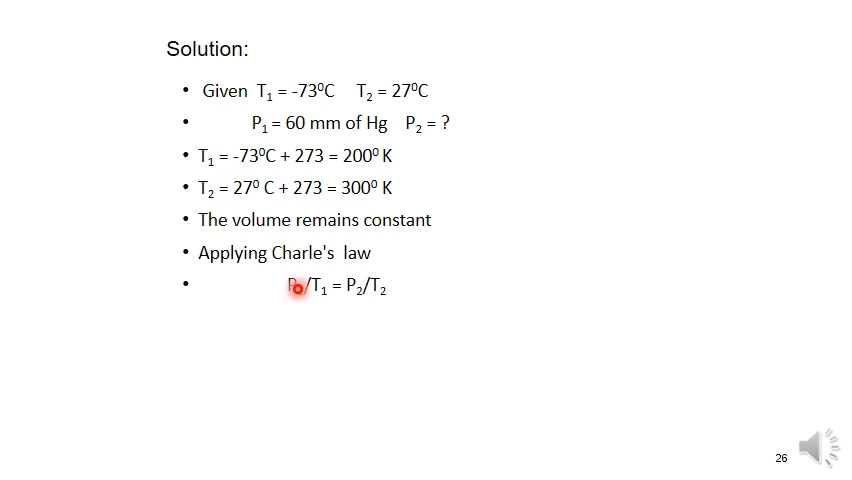 Solution:
• Given T₁ = -73⁰C T₂ = 27⁰C
• P₁ = 60 mm of Hg P₂ = ?
• T₁ = -73⁰C + 273 = 200⁰ K
• T₂ = 27⁰ C + 273 = 300⁰ K
• The volume remains constant
• Applying Charle's law
• P /T₁ = P₂/T₂
26